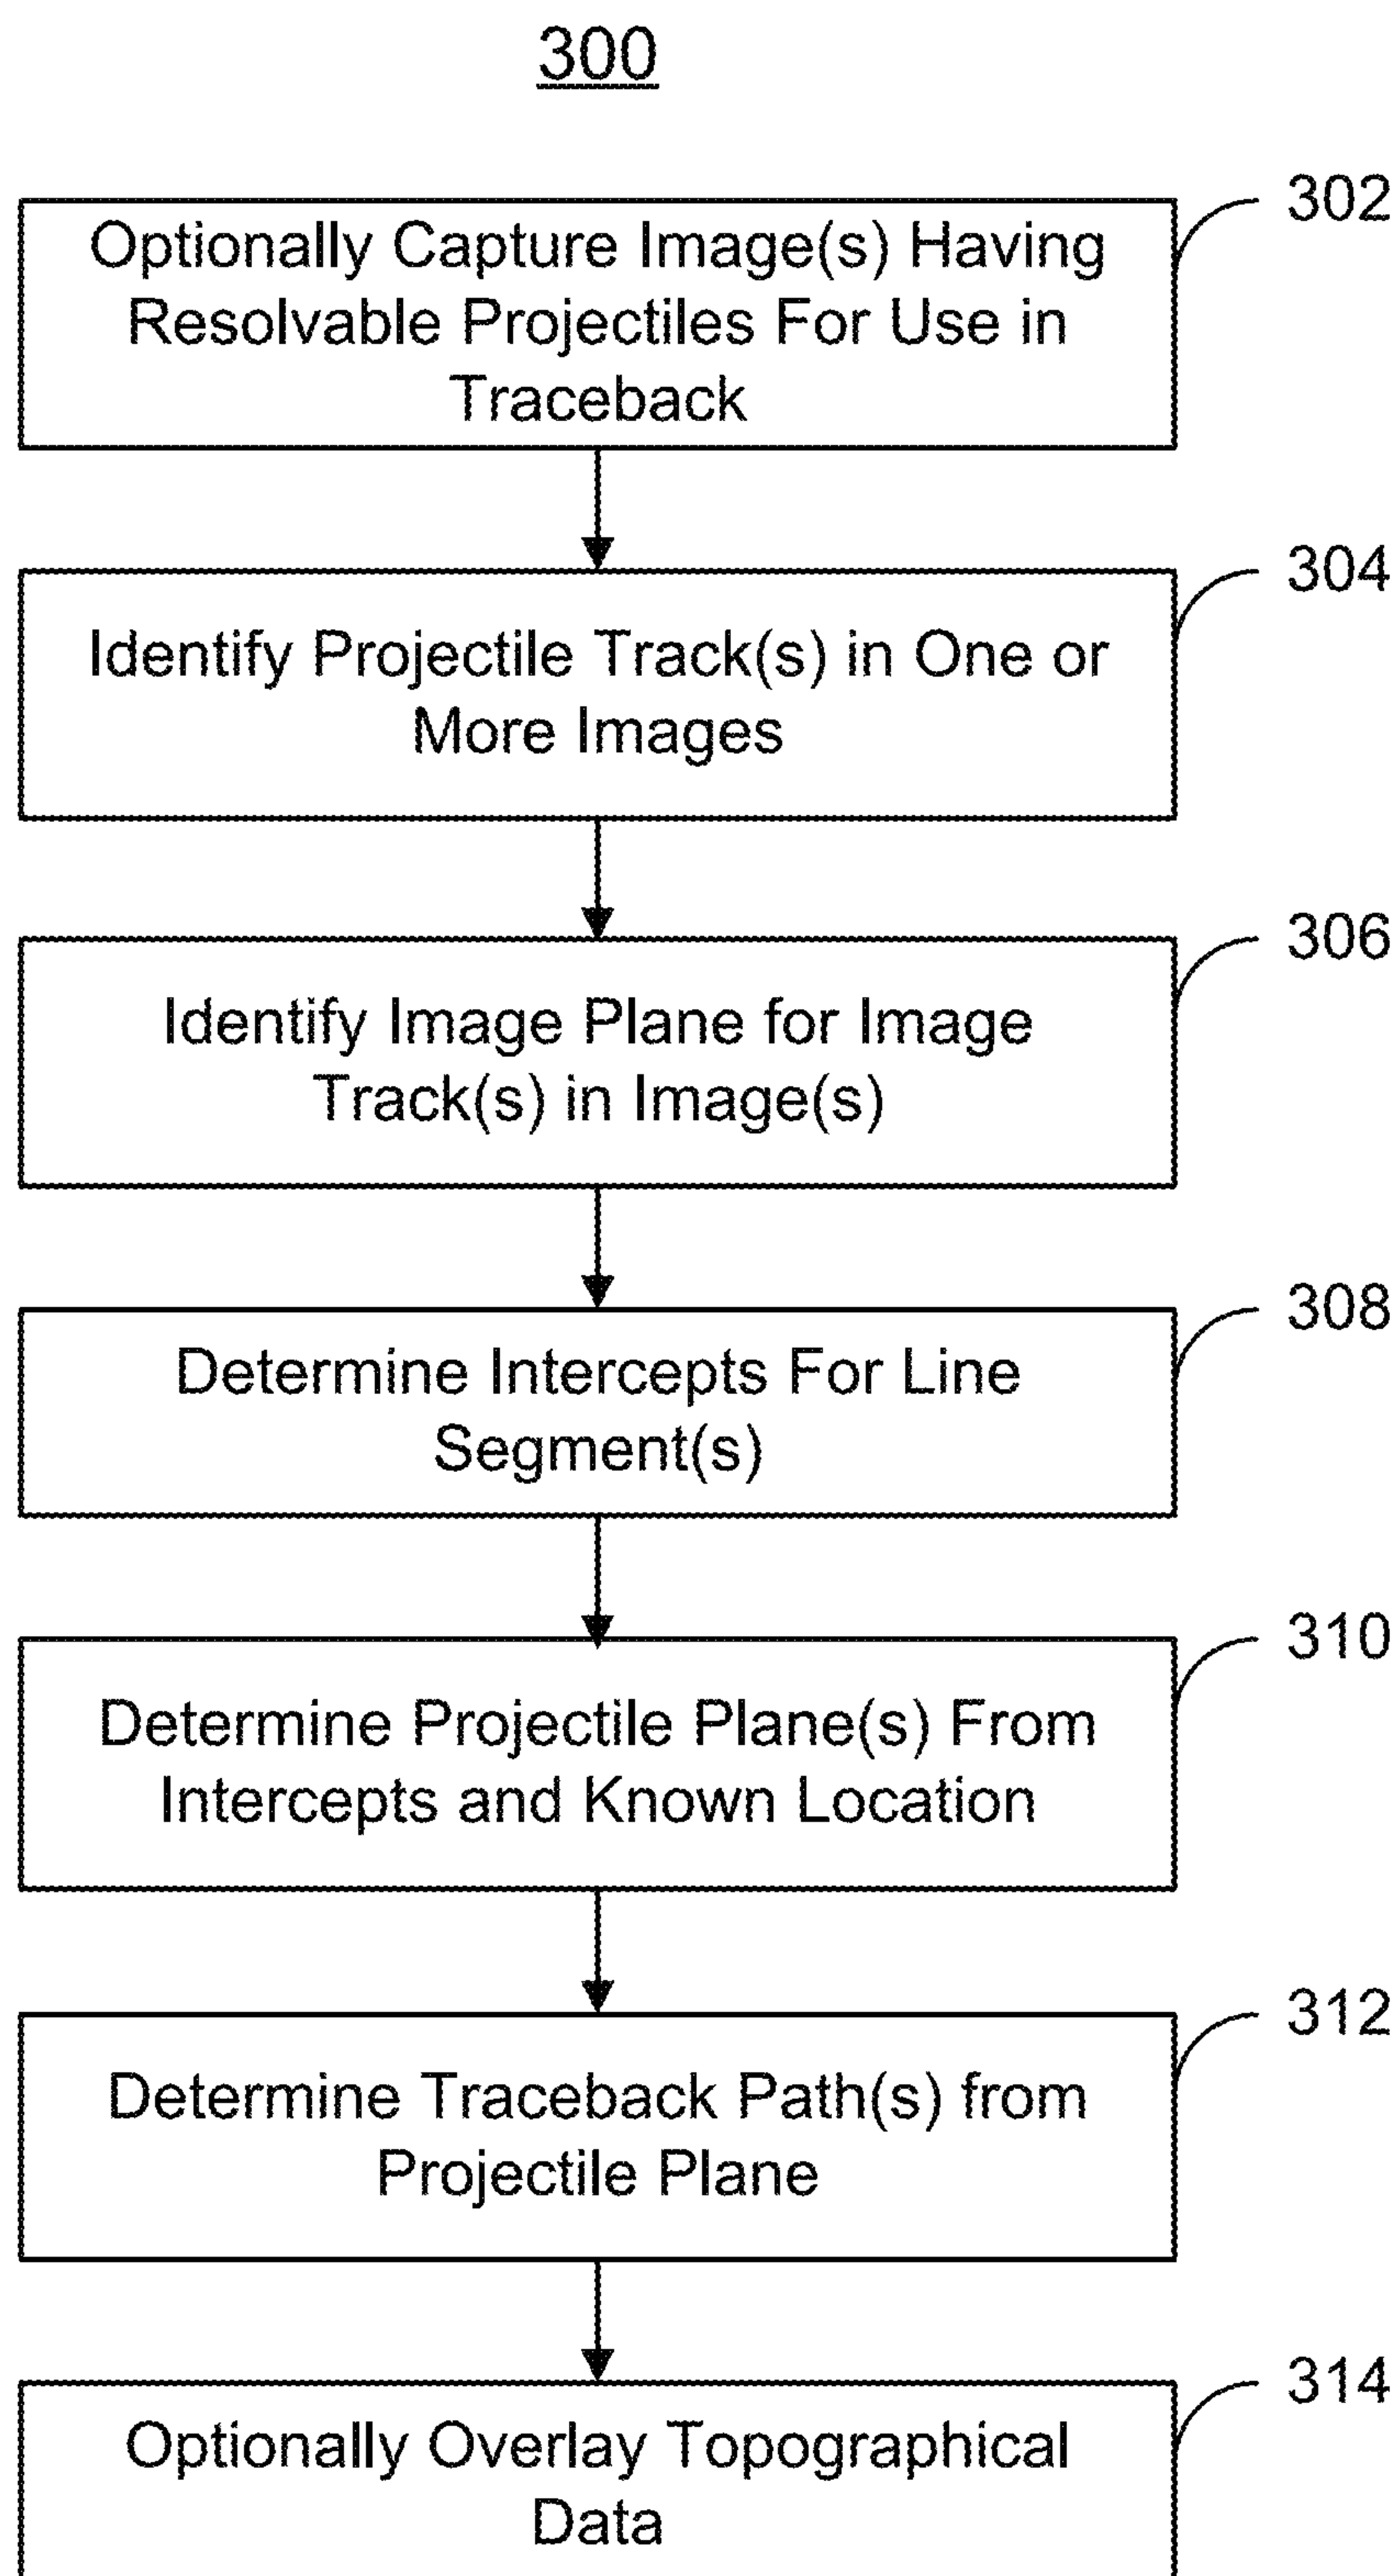 300
302
Optionally Capture Image(s) Having
Resolvable Projectiles For Use in
Traceback
304
Identify Projectile Track(s) in One or
More Images
306
Identify Image Plane for Image
Track(s) in Image(s)
308
Determine Intercepts For Line
Segment(s)
310
Determine Projectile Plane(s) From
Intercepts and Known Location
312
Determine Traceback Path(s) from
Projectile Plane
314
Optionally Overlay Topographical
Data